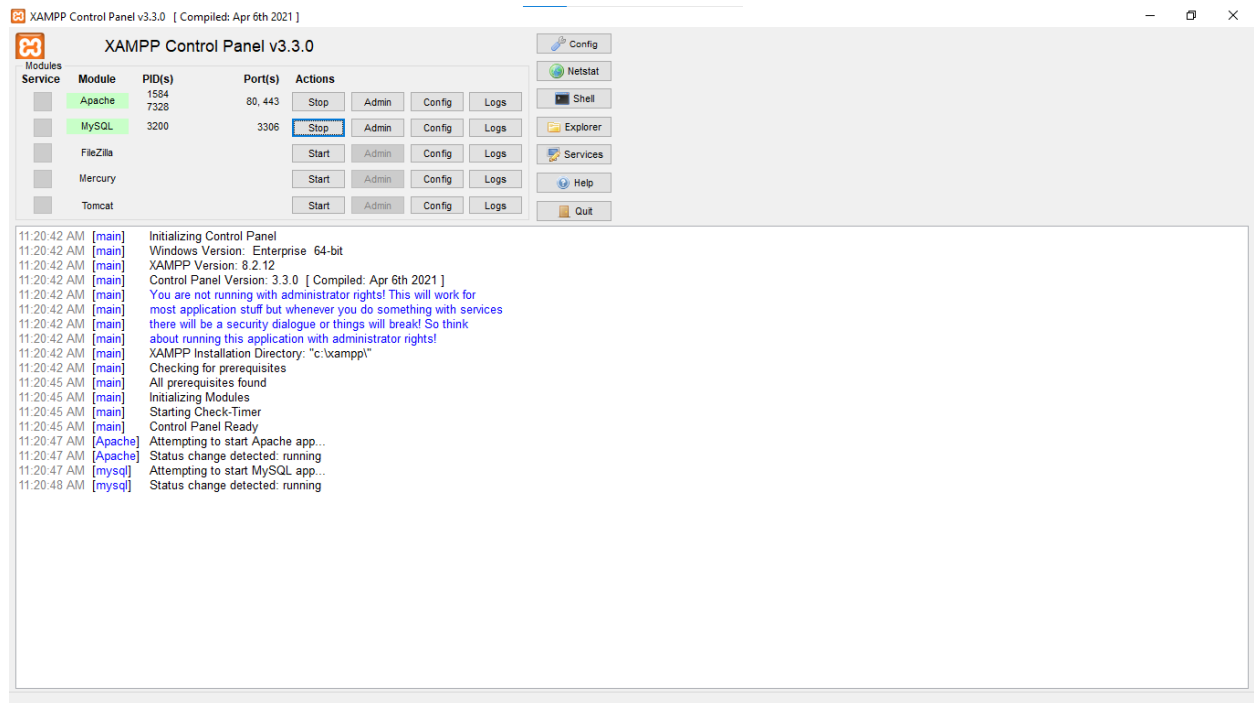 XAMPP Control Panel v3.3.0 [ Compiled: Apr 6th 2021 ]
XAMPP Control Panel v3.3.0
Config
Modules
Service Module PID(s) Port(s) Actions
Netstat
Apache 1584 7328 80, 443 Stop Admin Config Logs
Shell
MySQL 3200 3306 Stop Admin Config Logs
Explorer
FileZilla Start Admin Config Logs
Services
Mercury Start Admin Config Logs
Help
Tomcat Start Admin Config Logs
Quit
11:20:42 AM [main] Initializing Control Panel
11:20:42 AM [main] Windows Version: Enterprise 64-bit
11:20:42 AM [main] XAMPP Version: 8.2.12
11:20:42 AM [main] Control Panel Version: 3.3.0 [ Compiled: Apr 6th 2021 ]
11:20:42 AM [main] You are not running with administrator rights! This will work for
11:20:42 AM [main] most application stuff but whenever you do something with services
11:20:42 AM [main] there will be a security dialogue or things will break! So think
11:20:42 AM [main] about running this application with administrator rights!
11:20:42 AM [main] XAMPP Installation Directory: "c:\xampp\"
11:20:42 AM [main] Checking for prerequisites
11:20:45 AM [main] All prerequisites found
11:20:45 AM [main] Initializing Modules
11:20:45 AM [main] Starting Check-Timer
11:20:45 AM [main] Control Panel Ready
11:20:47 AM [Apache] Attempting to start Apache app...
11:20:47 AM [Apache] Status change detected: running
11:20:47 AM [mysql] Attempting to start MySQL app...
11:20:48 AM [mysql] Status change detected: running